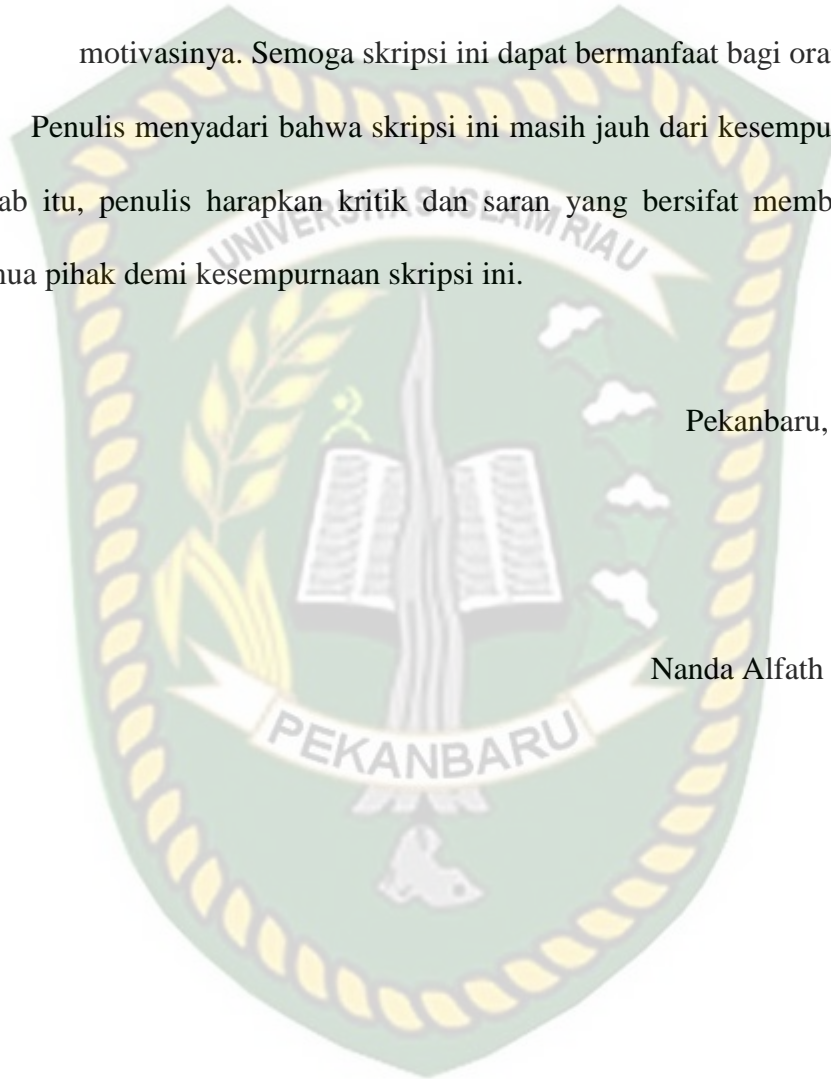 motivasinya. Semoga skripsi ini dapat bermanfaat bagi ora
Penulis menyadari bahwa skripsi ini masih jauh dari kesempu
ab itu, penulis harapkan kritik dan saran yang bersifat memb
ua pihak demi kesempurnaan skripsi ini.
UNIVERSITAS ISLAM RIAU
Pekanbaru,
Nanda Alfath
PEKANBARU